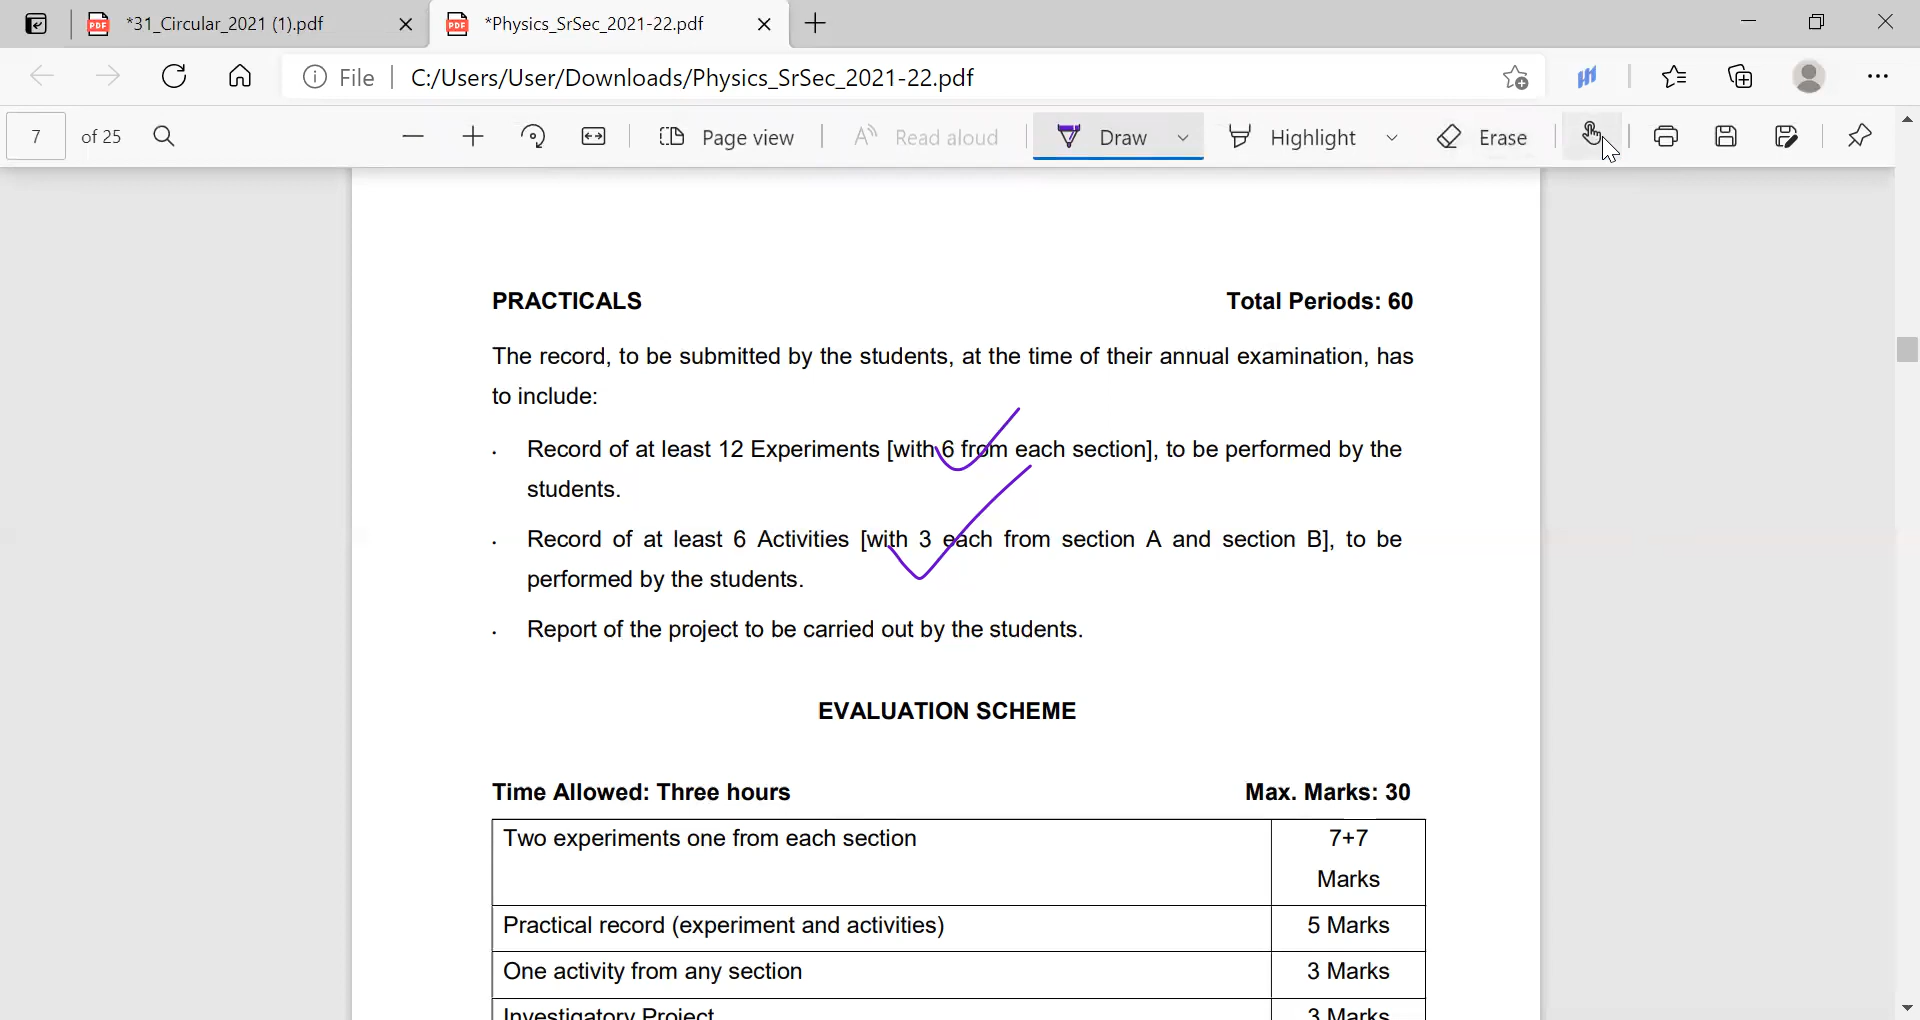 *31_Circular_2021 (1).pdf
*Physics_SrSec_2021-22.pdf
File
C:/Users/User/Downloads/Physics_SrSec_2021-22.pdf
7 of 25
Page view
Read aloud
Draw
Highlight
Erase
PRACTICALS Total Periods: 60
The record, to be submitted by the students, at the time of their annual examination, has
to include:
Record of at least 12 Experiments [with 6 from each section], to be performed by the
students.
Record of at least 6 Activities [with 3 each from section A and section B], to be
performed by the students.
Report of the project to be carried out by the students.
EVALUATION SCHEME
Time Allowed: Three hours Max. Marks: 30
Two experiments one from each section 7+7
Marks
Practical record (experiment and activities) 5 Marks
One activity from any section 3 Marks
Investigatory Project 3 Marks